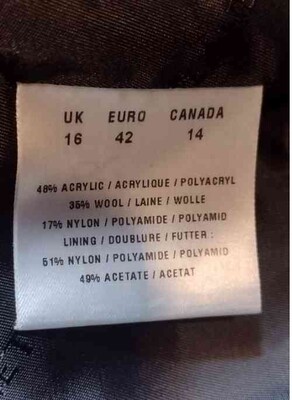 UK EURO CANADA
16 42 14
48% ACRYLIC / ACRYLIQUE / POLYACRYL
35% WOOL / LAINE / WOLLE
17% NYLON / POLYAMIDE / POLYAMID
LINING / DOUBLURE / FUTTER :
51% NYLON / POLYAMIDE / POLYAMID
49% ACETATE / ACETAT